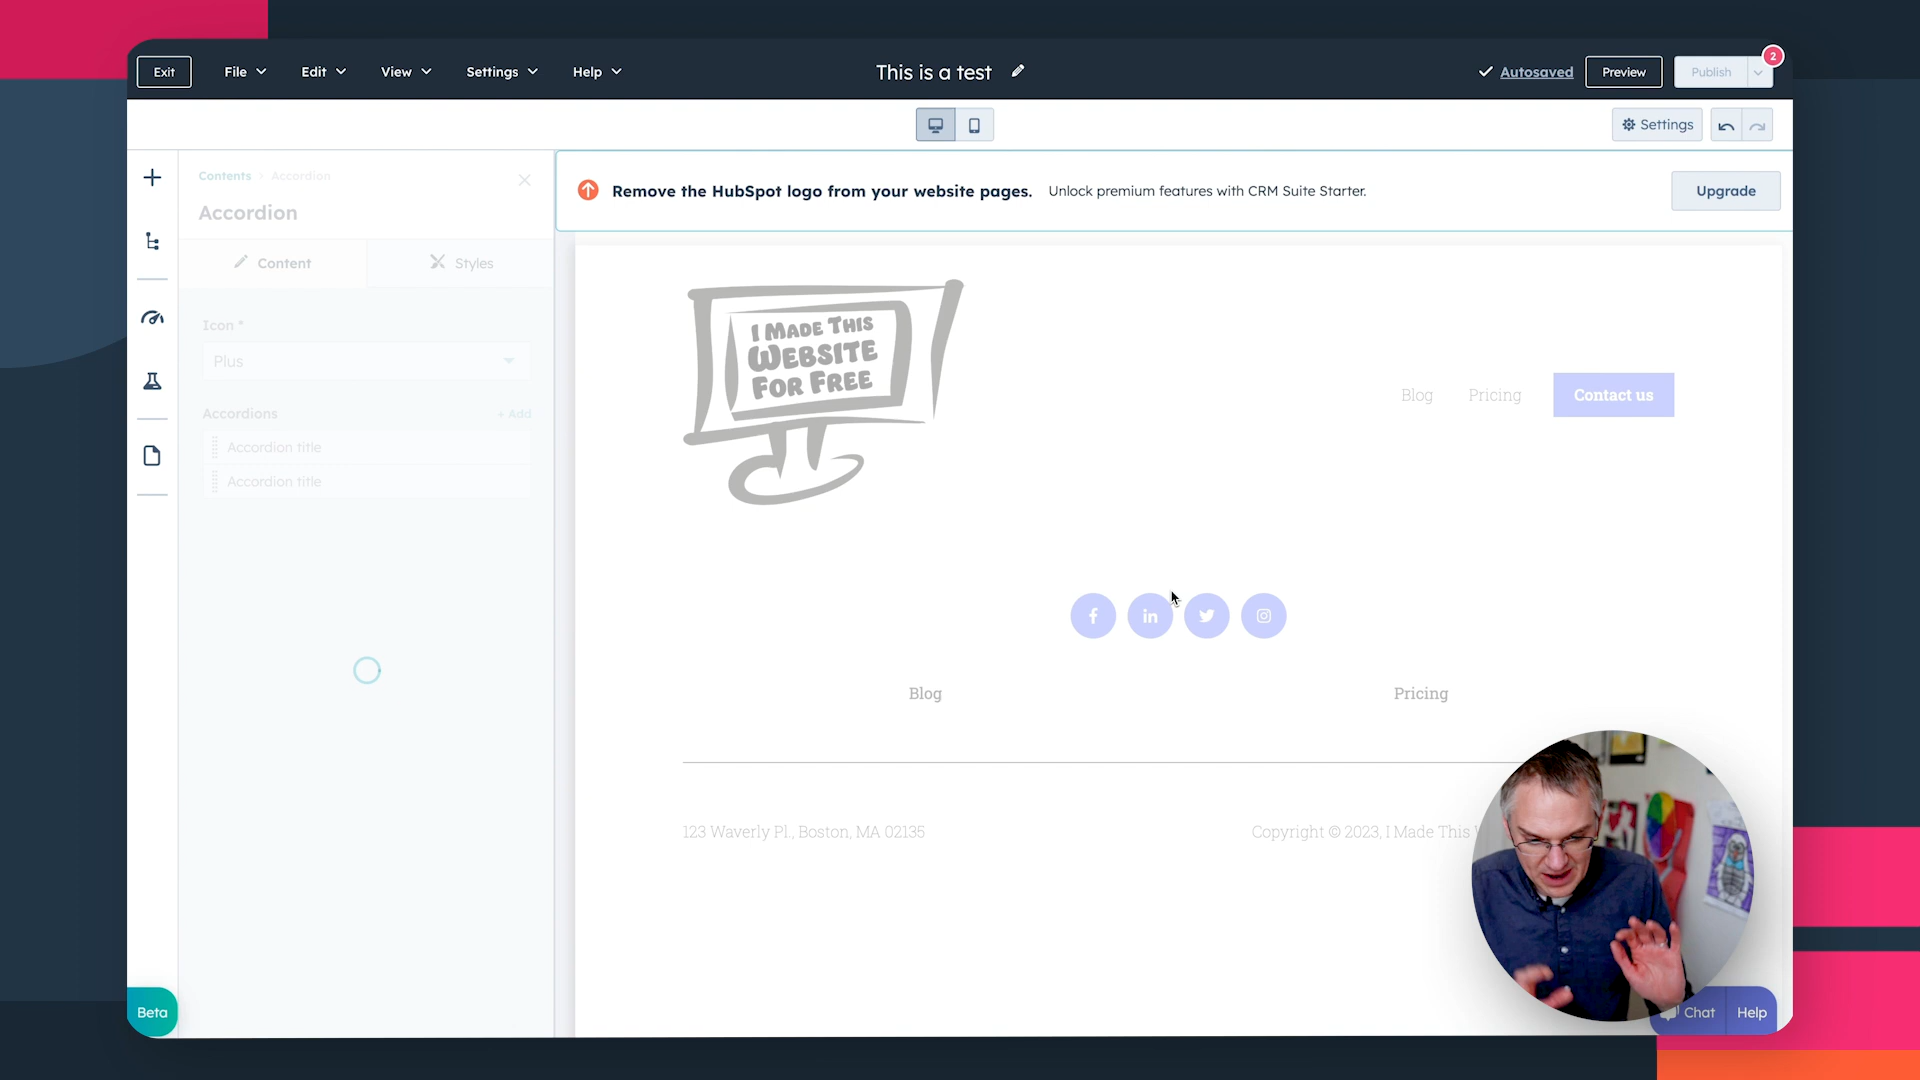 Exit
File
Edit
View
Settings
Help
This is a test
Autosaved
Preview
Publish
2
Settings
Contents
Accordion
Accordion
Content
Styles
Icon *
Plus
Accordions
+ Add
Accordion title
Accordion title
Remove the HubSpot logo from your website pages. Unlock premium features with CRM Suite Starter.
Upgrade
I MADE THIS
WEBSITE
FOR FREE
Blog
Pricing
Contact us
Blog
Pricing
123 Waverly Pl., Boston, MA 02135
Copyright © 2023, I Made This
Beta
Chat
Help